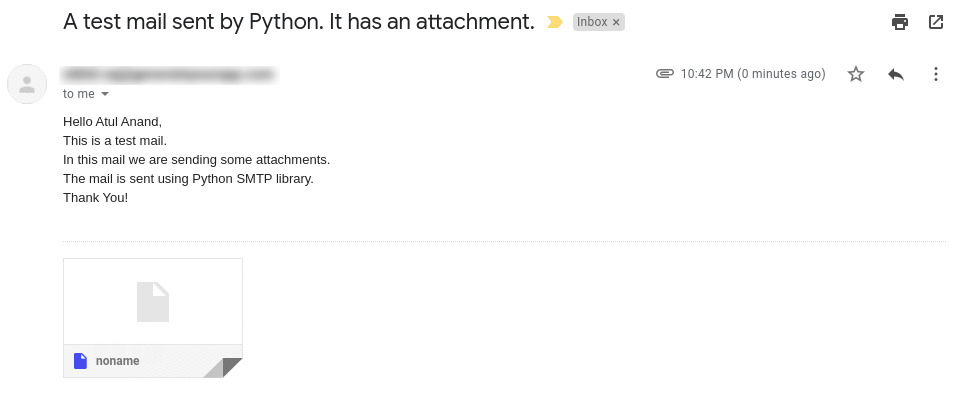 A test mail sent by Python. It has an attachment. Inbox ×
10:42 PM (0 minutes ago)
to me
Hello Atul Anand,
This is a test mail.
In this mail we are sending some attachments.
The mail is sent using Python SMTP library.
Thank You!
noname